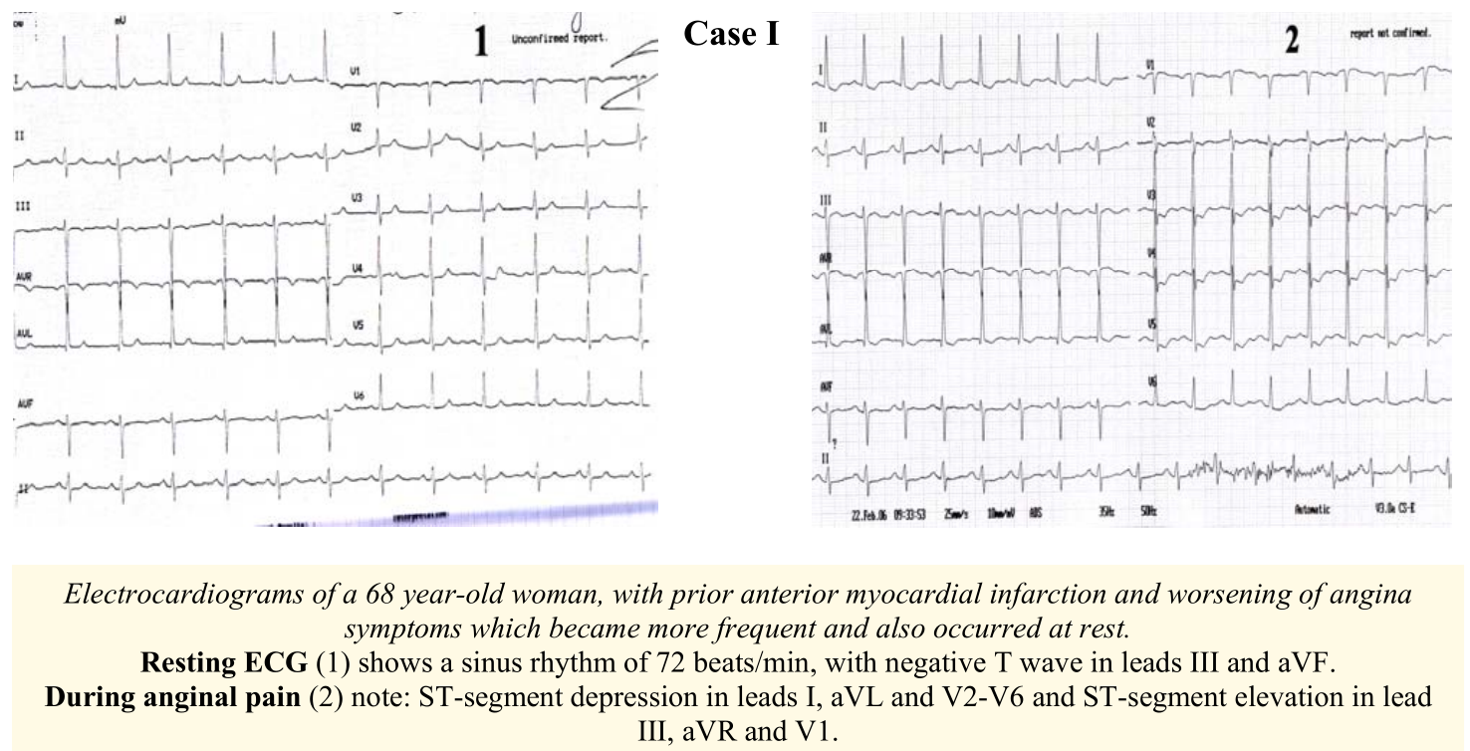 mV
1
Unconfirmed report.
I
V1
II
V2
III
V3
AVR
V4
AVL
V5
AVF
V6
II
Case I
2
report not confirmed.
I
V1
II
V2
III
V3
AVR
V4
AVL
V5
AVF
V6
?
II
22.Feb.06 09:33:53 25mm/s 10mm/mV ADS 35Hz 50Hz Automatic V3.0a CS-E
Electrocardiograms of a 68 year-old woman, with prior anterior myocardial infarction and worsening of angina
symptoms which became more frequent and also occurred at rest.
Resting ECG (1) shows a sinus rhythm of 72 beats/min, with negative T wave in leads III and aVF.
During anginal pain (2) note: ST-segment depression in leads I, aVL and V2-V6 and ST-segment elevation in lead
III, aVR and V1.